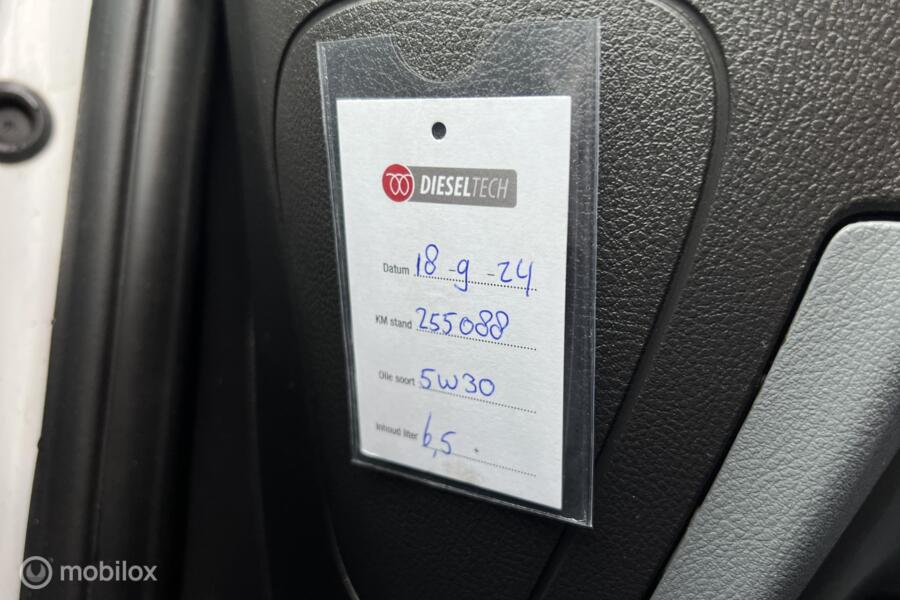 DIESELTECH
Datum 18-9-24
KM stand 255088
Olie soort 5W30
Inhoud liter 6,5
mobilox